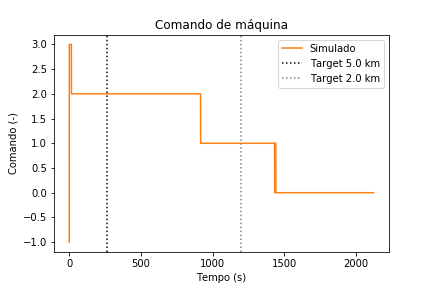 Comando de máquina
Simulado
Target 5.0 km
Target 2.0 km
Comando (-)
3.0
2.5
2.0
1.5
1.0
0.5
0.0
−0.5
−1.0
0 500 1000 1500 2000
Tempo (s)